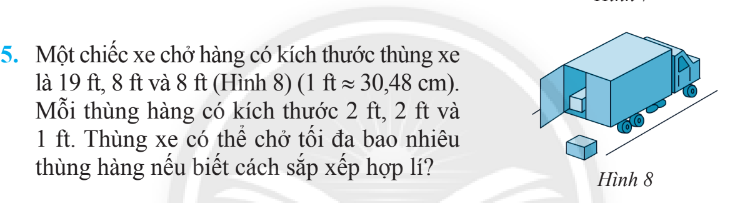 5. Một chiếc xe chở hàng có kích thước thùng xe
là 19 ft, 8 ft và 8 ft (Hình 8) (1 ft ≈ 30,48 cm).
Mỗi thùng hàng có kích thước 2 ft, 2 ft và
1 ft. Thùng xe có thể chở tối đa bao nhiêu
thùng hàng nếu biết cách sắp xếp hợp lí?
Hình 8